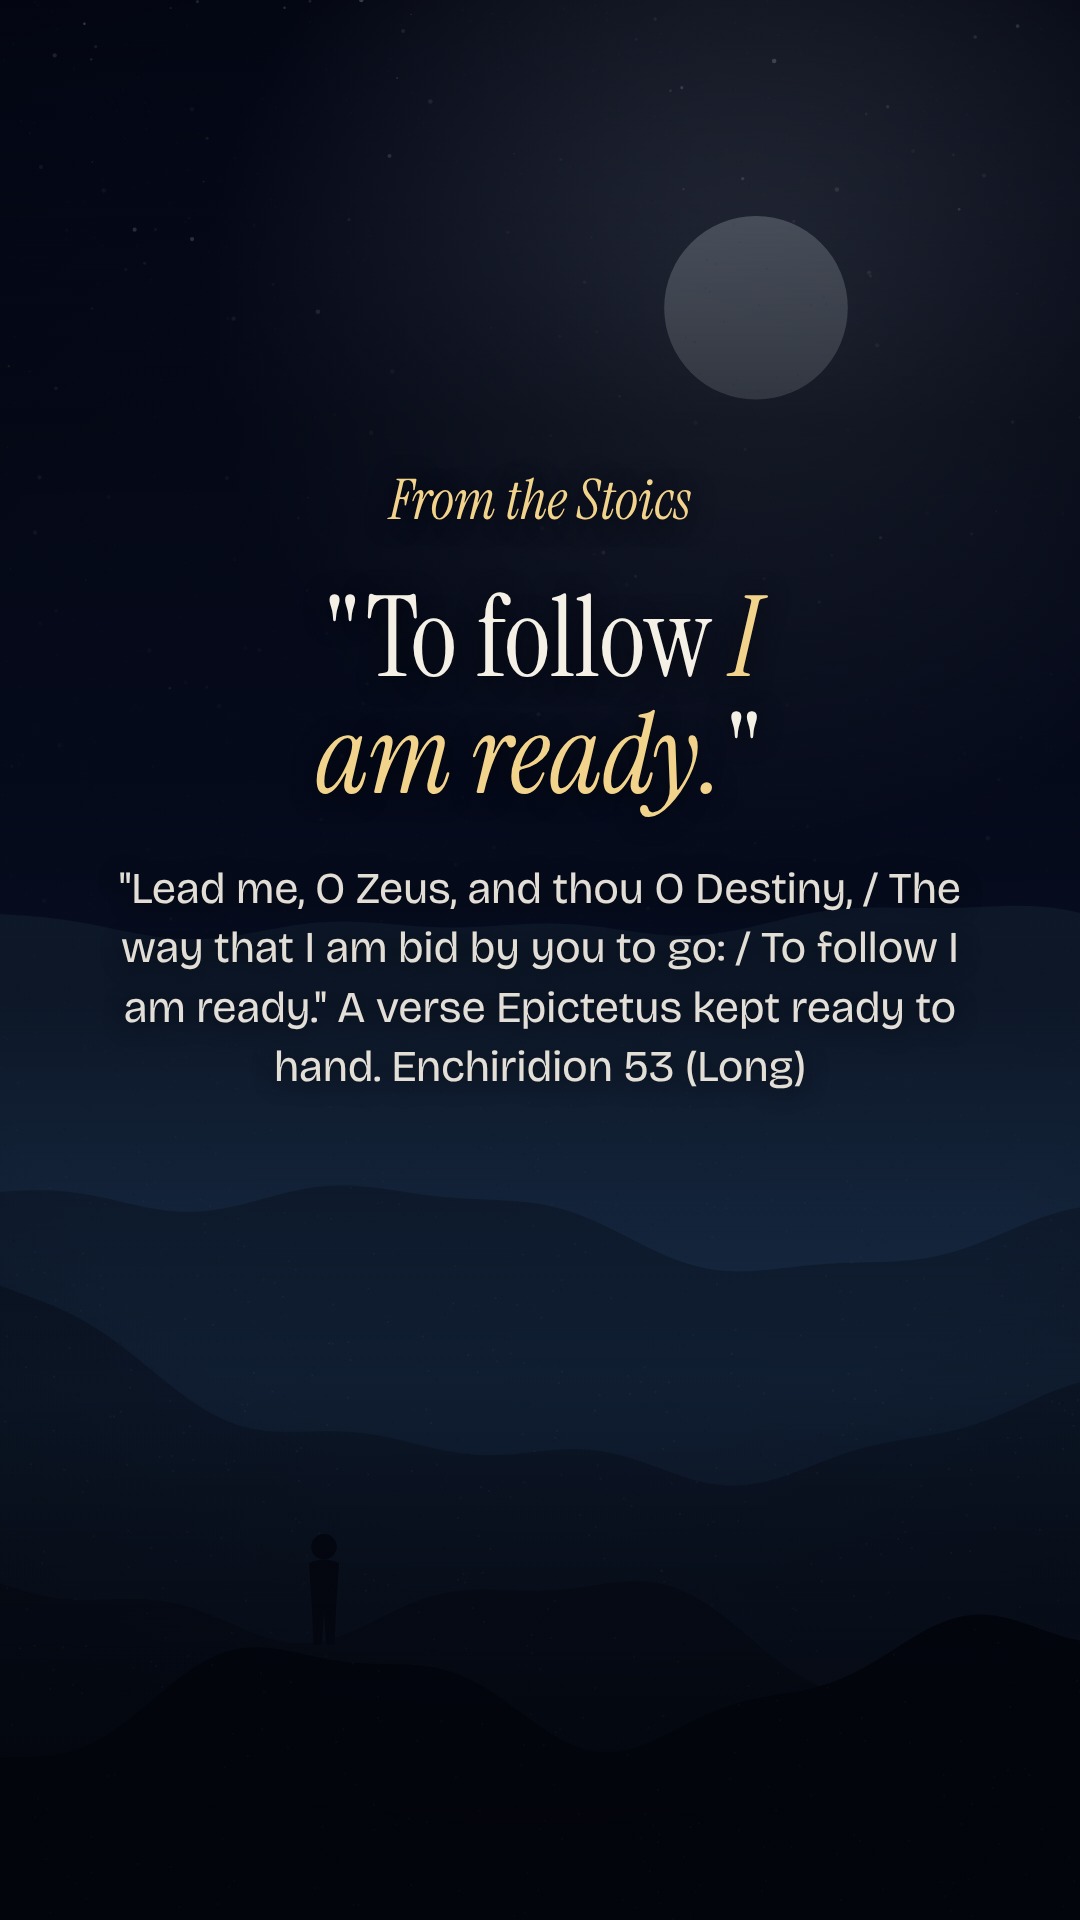 From the Stoics
"To follow I
am ready."
"Lead me, O Zeus, and thou O Destiny, / The
way that I am bid by you to go: / To follow I
am ready." A verse Epictetus kept ready to
hand. Enchiridion 53 (Long)